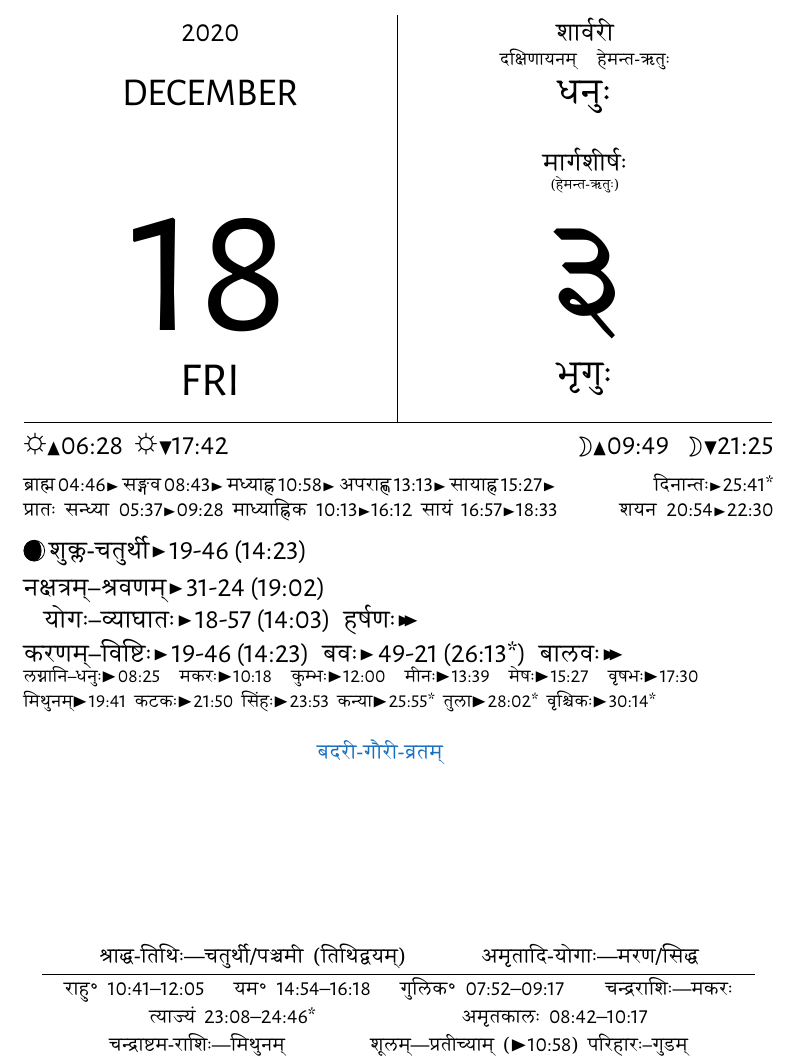 2020
DECEMBER
18
FRI
शार्वरी
दक्षिणायनम् हेमन्त-ऋतुः
धनुः
मार्गशीर्षः
(हेमन्त-ऋतुः)
३
भृगुः
☼▲06:28 ☼▼17:42 ☽▲09:49 ☽▼21:25
ब्राह्म 04:46► सङ्गव 08:43► मध्याह्न 10:58► अपराह्ण 13:13► सायाह्न 15:27► दिनान्तः►25:41*
प्रातः सन्ध्या 05:37►09:28 माध्याह्निक 10:13►16:12 सायं 16:57►18:33 शयन 20:54►22:30
शुक्ल-चतुर्थी►19-46 (14:23)
नक्षत्रम्–श्रवणम्►31-24 (19:02)
योगः–व्याघातः►18-57 (14:03) हर्षणः►►
करणम्–विष्टिः►19-46 (14:23) बवः►49-21 (26:13*) बालवः►►
लग्नानि–धनुः►08:25 मकरः►10:18 कुम्भः►12:00 मीनः►13:39 मेषः►15:27 वृषभः►17:30
मिथुनम्►19:41 कटकः►21:50 सिंहः►23:53 कन्या►25:55* तुला►28:02* वृश्चिकः►30:14*
बदरी-गौरी-व्रतम्
श्राद्ध-तिथिः—चतुर्थी/पञ्चमी (तिथिद्वयम्) अमृतादि-योगाः—मरण/सिद्ध
राहु॰ 10:41–12:05 यम॰ 14:54–16:18 गुलिक॰ 07:52–09:17 चन्द्रराशिः—मकरः
त्याज्यं 23:08–24:46* अमृतकालः 08:42–10:17
चन्द्राष्टम-राशिः—मिथुनम् शूलम्—प्रतीच्याम् (►10:58) परिहारः–गुडम्